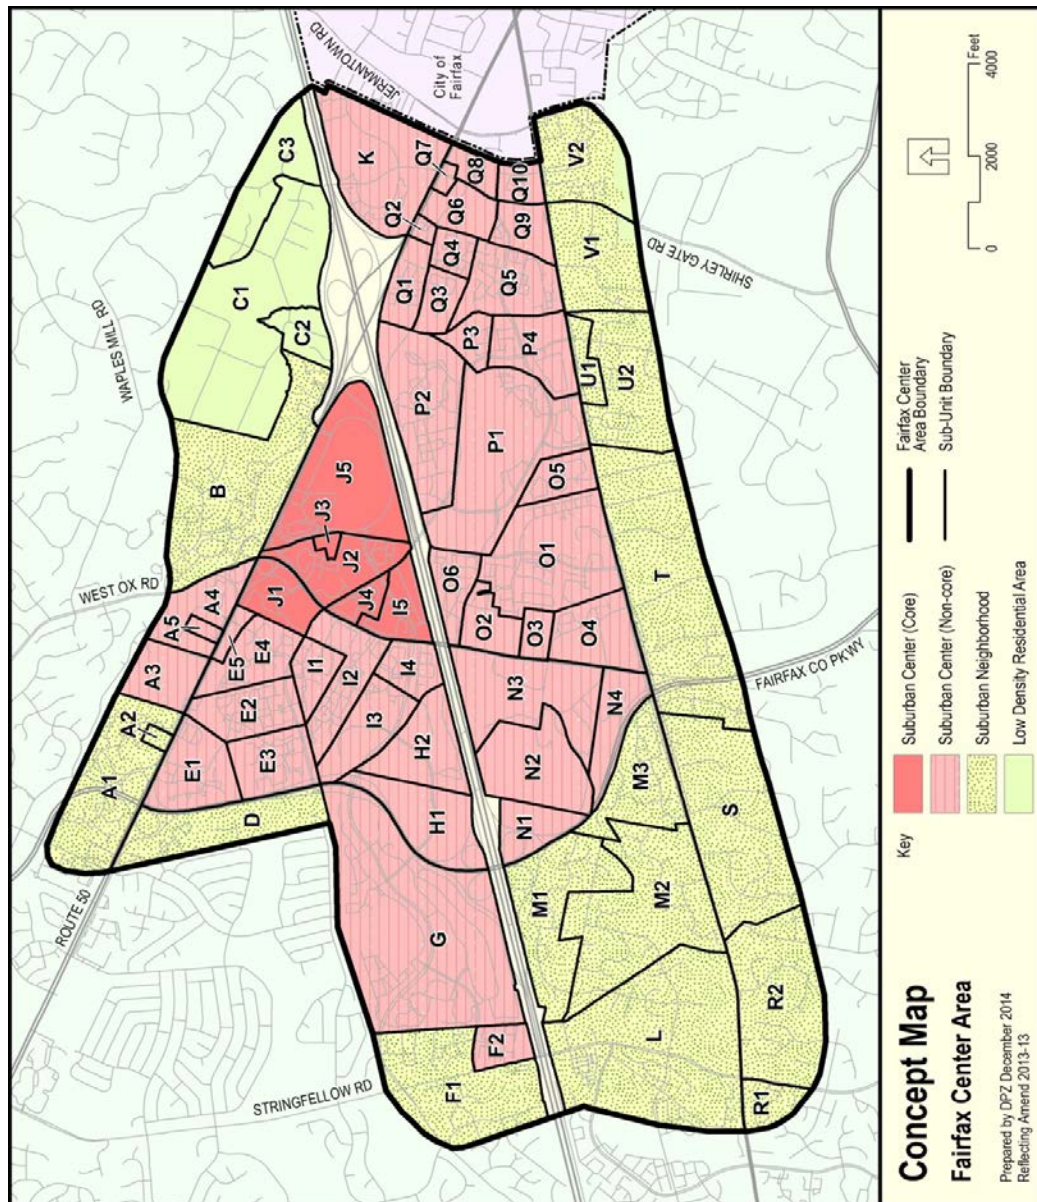 Concept Map
Fairfax Center Area
Prepared by DPZ December 2014
Reflecting Amend 2013-13
Key
Suburban Center (Core)
Suburban Center (Non-core)
Suburban Neighborhood
Low Density Residential Area
Fairfax Center
Area Boundary
Sub-Unit Boundary
0
2000
4000
Feet
ROUTE 50
WEST OX RD
WAPLES MILL RD
JERMANTOWN RD
City of
Fairfax
SHIRLEY GATE RD
FAIRFAX CO PKWY
STRINGFELLOW RD
A1
A2
A3
A4
A5
B
C1
C2
C3
D
E1
E2
E3
E4
E5
F1
F2
G
H1
H2
I1
I2
I3
I4
I5
J1
J2
J3
J4
J5
K
L
M1
M2
M3
N1
N2
N3
N4
O1
O2
O3
O4
O5
O6
P1
P2
P3
P4
Q1
Q2
Q3
Q4
Q5
Q6
Q7
Q8
Q9
Q10
R1
R2
S
T
U1
U2
V1
V2